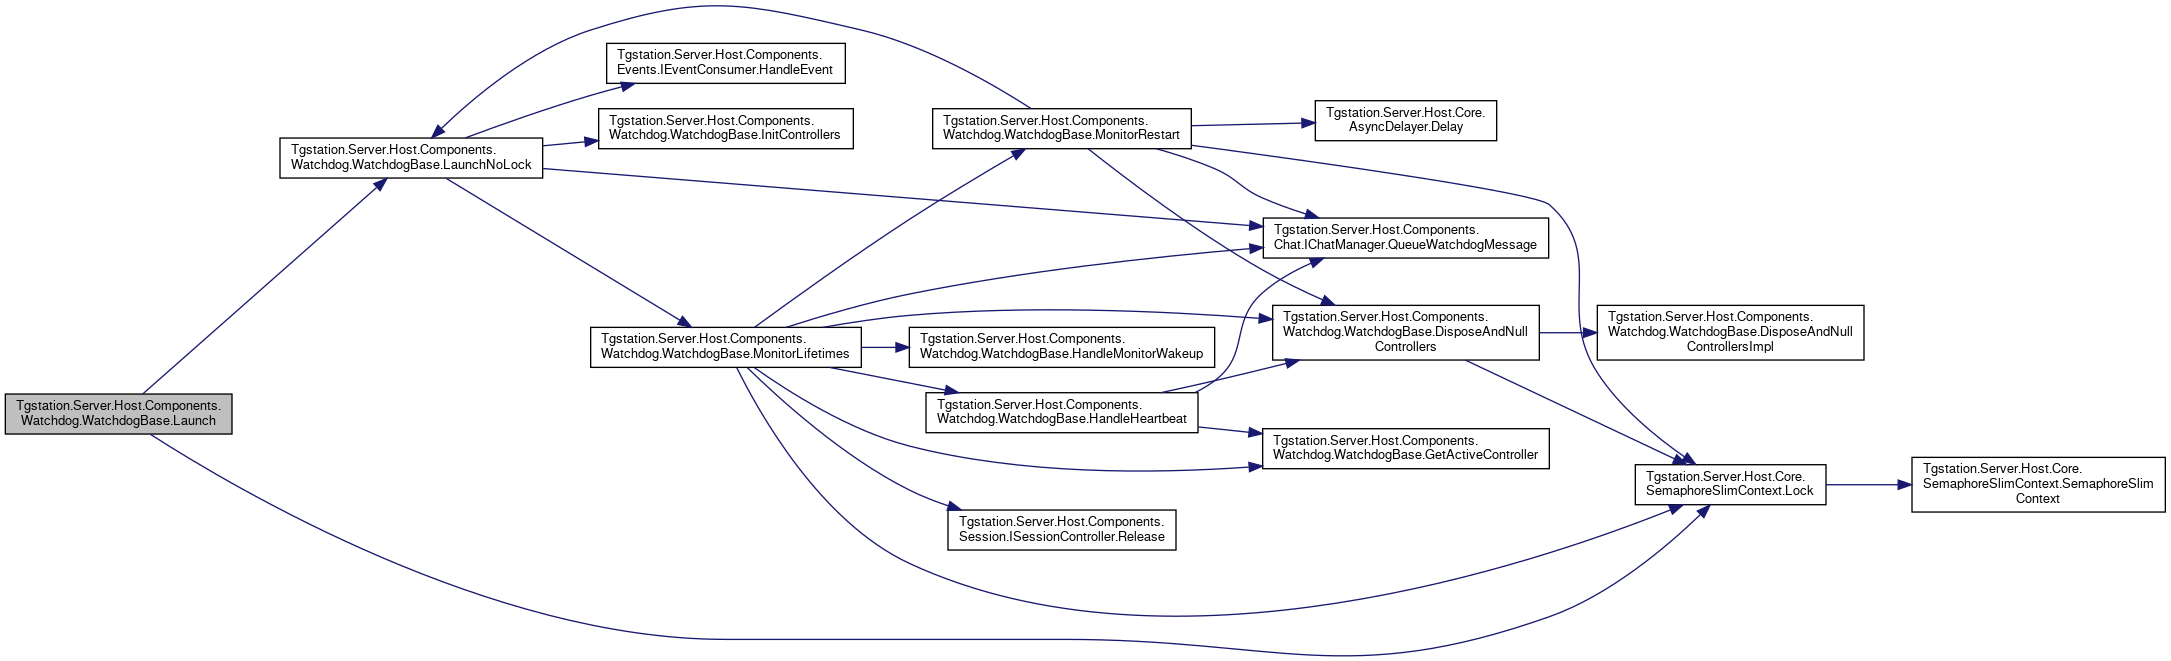 Tgstation.Server.Host.Components.
Watchdog.WatchdogBase.Launch
Tgstation.Server.Host.Components.
Watchdog.WatchdogBase.LaunchNoLock
Tgstation.Server.Host.Components.
Events.IEventConsumer.HandleEvent
Tgstation.Server.Host.Components.
Watchdog.WatchdogBase.InitControllers
Tgstation.Server.Host.Components.
Watchdog.WatchdogBase.MonitorLifetimes
Tgstation.Server.Host.Components.
Watchdog.WatchdogBase.MonitorRestart
Tgstation.Server.Host.Components.
Watchdog.WatchdogBase.HandleMonitorWakeup
Tgstation.Server.Host.Components.
Watchdog.WatchdogBase.HandleHeartbeat
Tgstation.Server.Host.Components.
Session.ISessionController.Release
Tgstation.Server.Host.Core.
AsyncDelayer.Delay
Tgstation.Server.Host.Components.
Chat.IChatManager.QueueWatchdogMessage
Tgstation.Server.Host.Components.
Watchdog.WatchdogBase.DisposeAndNull
Controllers
Tgstation.Server.Host.Components.
Watchdog.WatchdogBase.GetActiveController
Tgstation.Server.Host.Components.
Watchdog.WatchdogBase.DisposeAndNull
ControllersImpl
Tgstation.Server.Host.Core.
SemaphoreSlimContext.Lock
Tgstation.Server.Host.Core.
SemaphoreSlimContext.SemaphoreSlim
Context